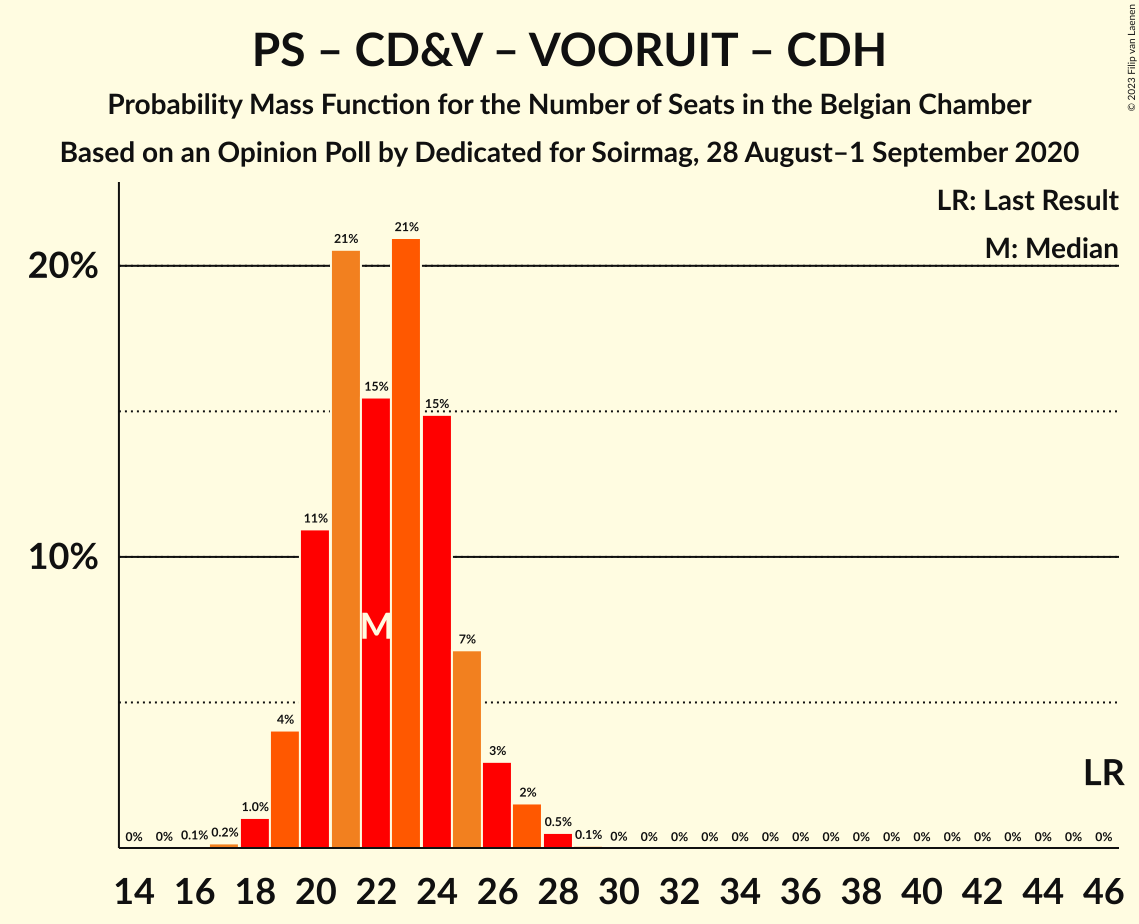 PS – CD&V – VOORUIT – CDH
Probability Mass Function for the Number of Seats in the Belgian Chamber
Based on an Opinion Poll by Dedicated for Soirmag, 28 August–1 September 2020
© 2023 Filip van Laenen
LR: Last Result
M: Median
20%
10%
0% 0% 0.1% 0.2% 1.0% 4% 11% 21% 15% 21% 15% 7% 3% 2% 0.5% 0.1% 0% 0% 0% 0% 0% 0% 0% 0% 0% 0% 0% 0% 0% 0% 0% 0% 0%
M
LR
14 16 18 20 22 24 26 28 30 32 34 36 38 40 42 44 46